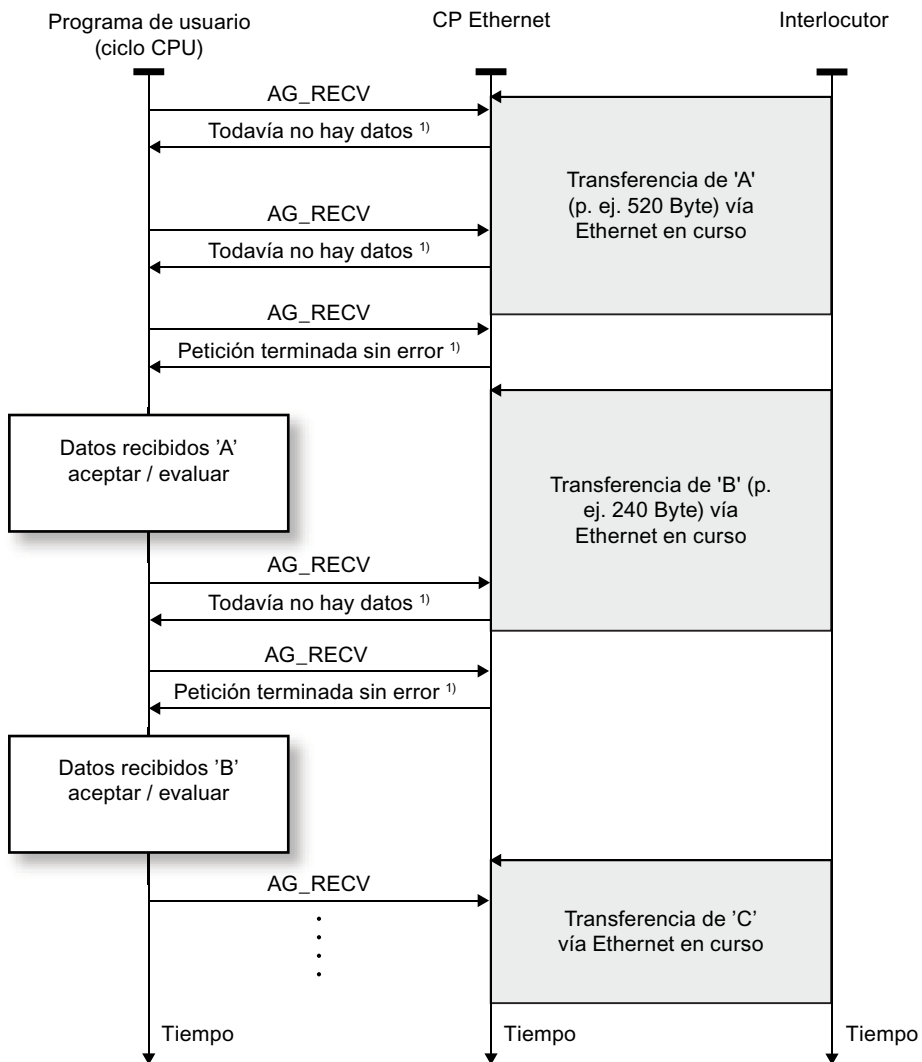 Programa de usuario
(ciclo CPU)
CP Ethernet
Interlocutor
AG_RECV
Todavía no hay datos 1)
Transferencia de 'A'
(p. ej. 520 Byte) vía
Ethernet en curso
AG_RECV
Todavía no hay datos 1)
AG_RECV
Petición terminada sin error 1)
Datos recibidos ’A’
aceptar / evaluar
Transferencia de 'B' (p.
ej. 240 Byte) vía
Ethernet en curso
AG_RECV
Todavía no hay datos 1)
AG_RECV
Petición terminada sin error 1)
Datos recibidos ’B’
aceptar / evaluar
AG_RECV
Transferencia de ’C’
vía Ethernet en curso
Tiempo
Tiempo
Tiempo